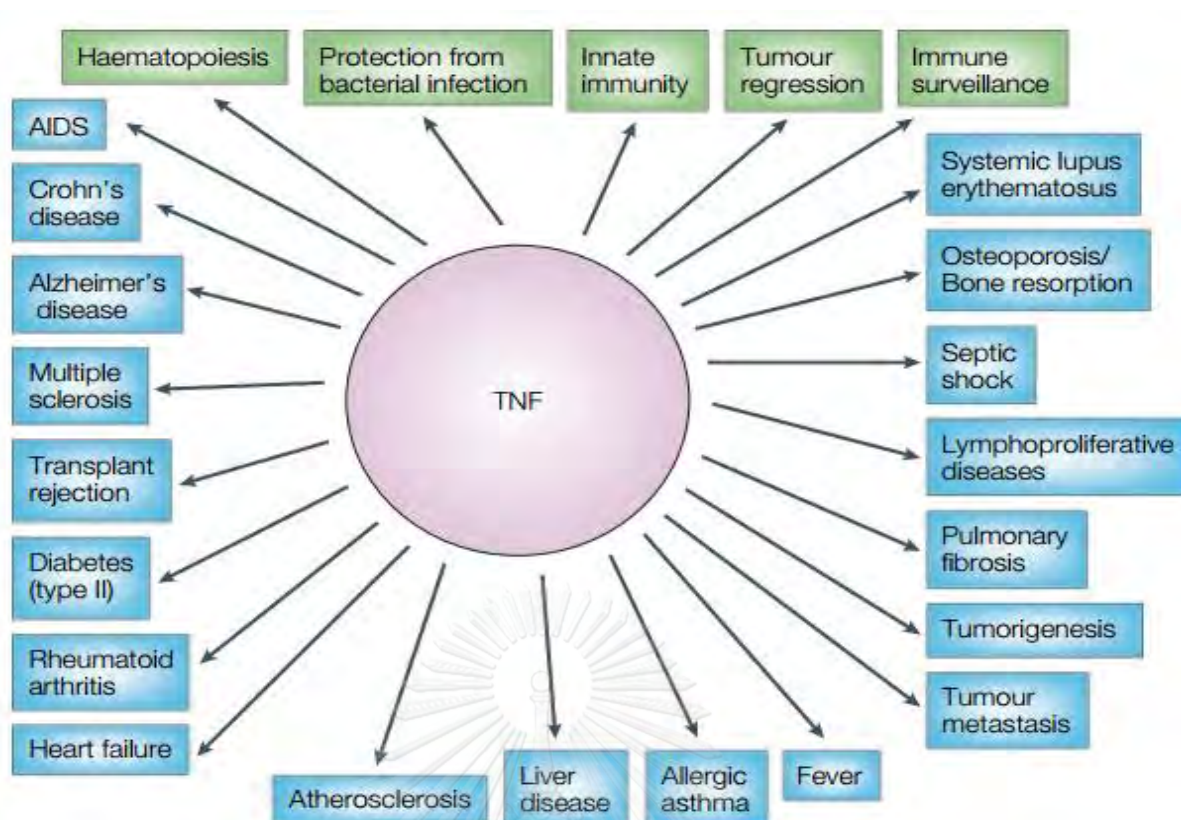 Haematopoiesis
Protection from
bacterial infection
Innate
immunity
Tumour
regression
Immune
surveillance
AIDS
Crohn's
disease
Alzheimer's
disease
Multiple
sclerosis
Transplant
rejection
Diabetes
(type II)
Rheumatoid
arthritis
Heart failure
TNF
Systemic lupus
erythematosus
Osteoporosis/
Bone resorption
Septic
shock
Lymphoproliferative
diseases
Pulmonary
fibrosis
Tumorigenesis
Tumour
metastasis
Atherosclerosis
Liver
disease
Allergic
asthma
Fever